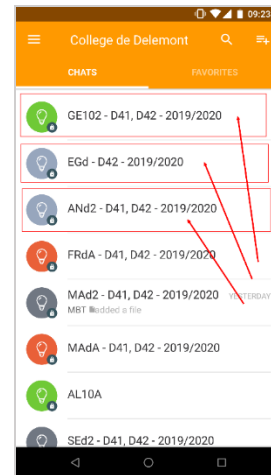 09:23
College de Delemont
CHATS FAVORITES
GE102 - D41, D42 - 2019/2020
EGd - D42 - 2019/2020
ANd2 - D41, D42 - 2019/2020
FRdA - D41, D42 - 2019/2020
MAd2 - D41, D42 - 2019/2020 YESTERDAY
MBT added a file
MAdA - D41, D42 - 2019/2020
AL10A
SEd2 - D41, D42 - 2019/2020